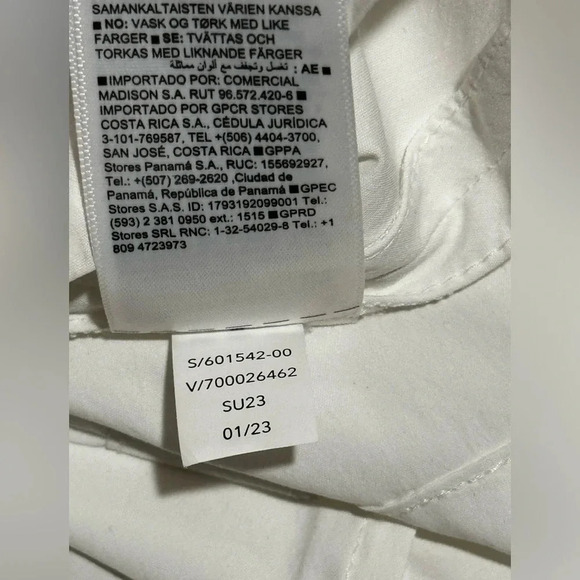 SAMANKALTAISTEN VÄRIEN KANSSA
■ NO: VASK OG TØRK MED LIKE
FARGER ■ SE: TVÄTTAS OCH
TORKAS MED LIKNANDE FÄRGER
■ AE: تغسل وتجفف مع ألوان مماثلة
■IMPORTADO POR: COMERCIAL
MADISON S.A. RUT 96.572.420-6 ■
IMPORTADO POR GPCR STORES
COSTA RICA S.A., CÉDULA JURÍDICA
3-101-769587, TEL +(506) 4404-3700,
SAN JOSÉ, COSTA RICA ■GPPA
Stores Panamá S.A., RUC: 155692927,
Tel.: +(507) 269-2620 ,Ciudad de
Panamá, República de Panamá ■GPEC
Stores S.A.S. ID: 1793192099001 Tel.:
(593) 2 381 0950 ext.: 1515 ■GPRD
Stores SRL RNC: 1-32-54029-8 Tel.: +1
809 4723973
S/601542-00
V/700026462
SU23
01/23